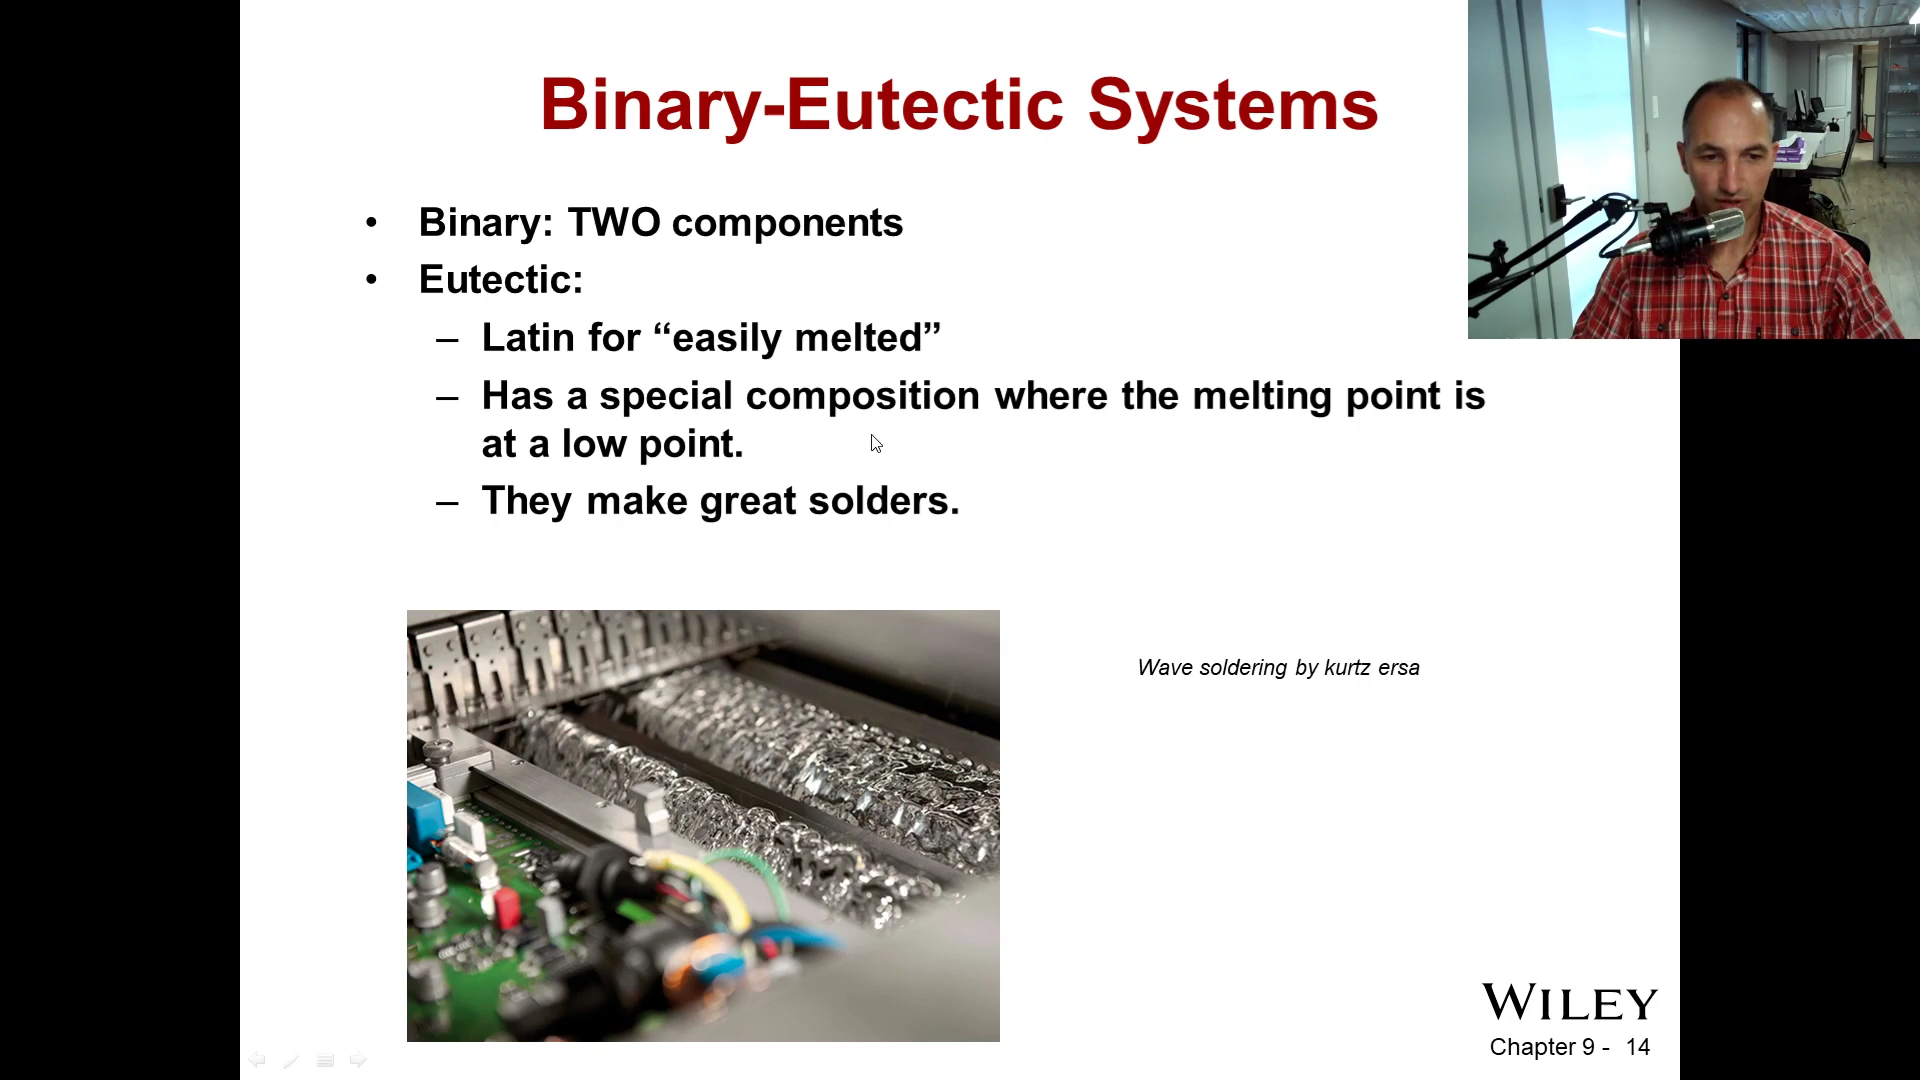 Binary-Eutectic Systems
• Binary: TWO components
• Eutectic:
– Latin for “easily melted”
– Has a special composition where the melting point is
at a low point.
– They make great solders.
Wave soldering by kurtz ersa
WILEY
Chapter 9 - 14